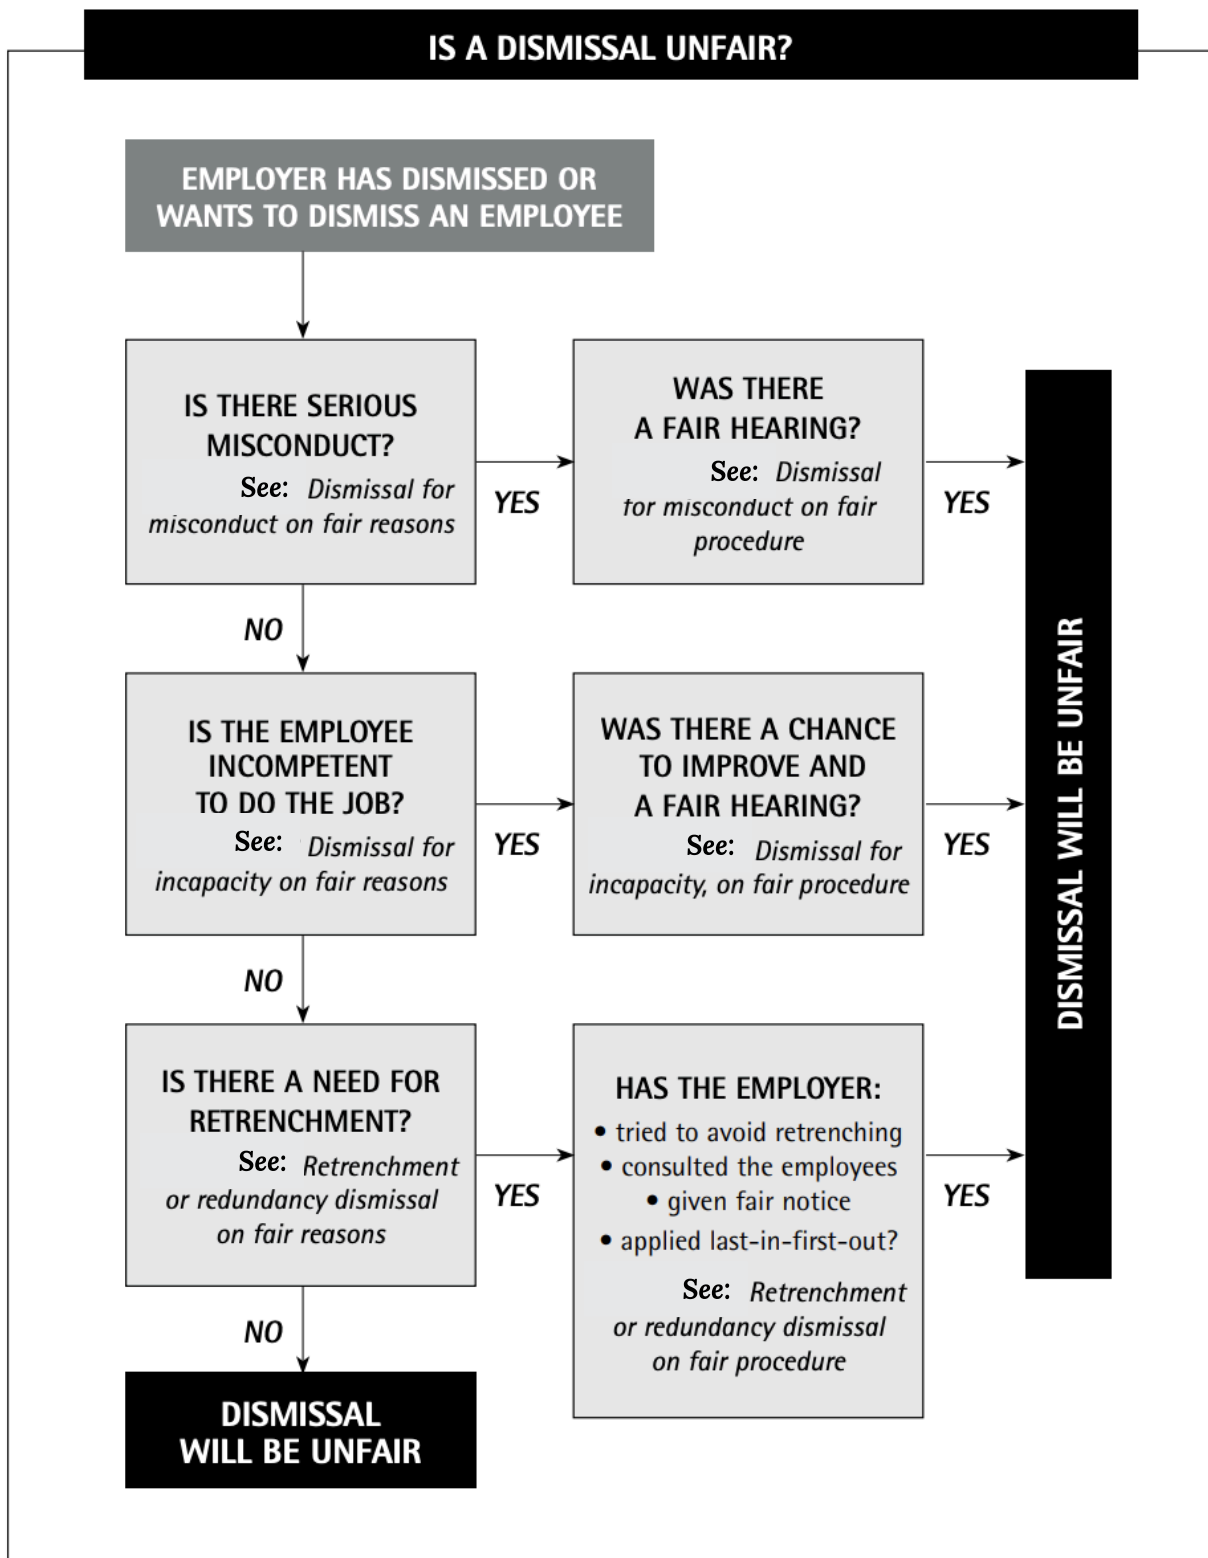 IS A DISMISSAL UNFAIR?
EMPLOYER HAS DISMISSED OR
WANTS TO DISMISS AN EMPLOYEE
IS THERE SERIOUS
MISCONDUCT?
See: Dismissal for
misconduct on fair reasons
YES
WAS THERE
A FAIR HEARING?
See: Dismissal
for misconduct on fair
procedure
YES
NO
IS THE EMPLOYEE
INCOMPETENT
TO DO THE JOB?
See: Dismissal for
incapacity on fair reasons
YES
WAS THERE A CHANCE
TO IMPROVE AND
A FAIR HEARING?
See: Dismissal for
incapacity, on fair procedure
YES
NO
IS THERE A NEED FOR
RETRENCHMENT?
See: Retrenchment
or redundancy dismissal
on fair reasons
YES
HAS THE EMPLOYER:
• tried to avoid retrenching
• consulted the employees
• given fair notice
• applied last-in-first-out?
See: Retrenchment
or redundancy dismissal
on fair procedure
YES
NO
DISMISSAL
WILL BE UNFAIR
DISMISSAL WILL BE UNFAIR